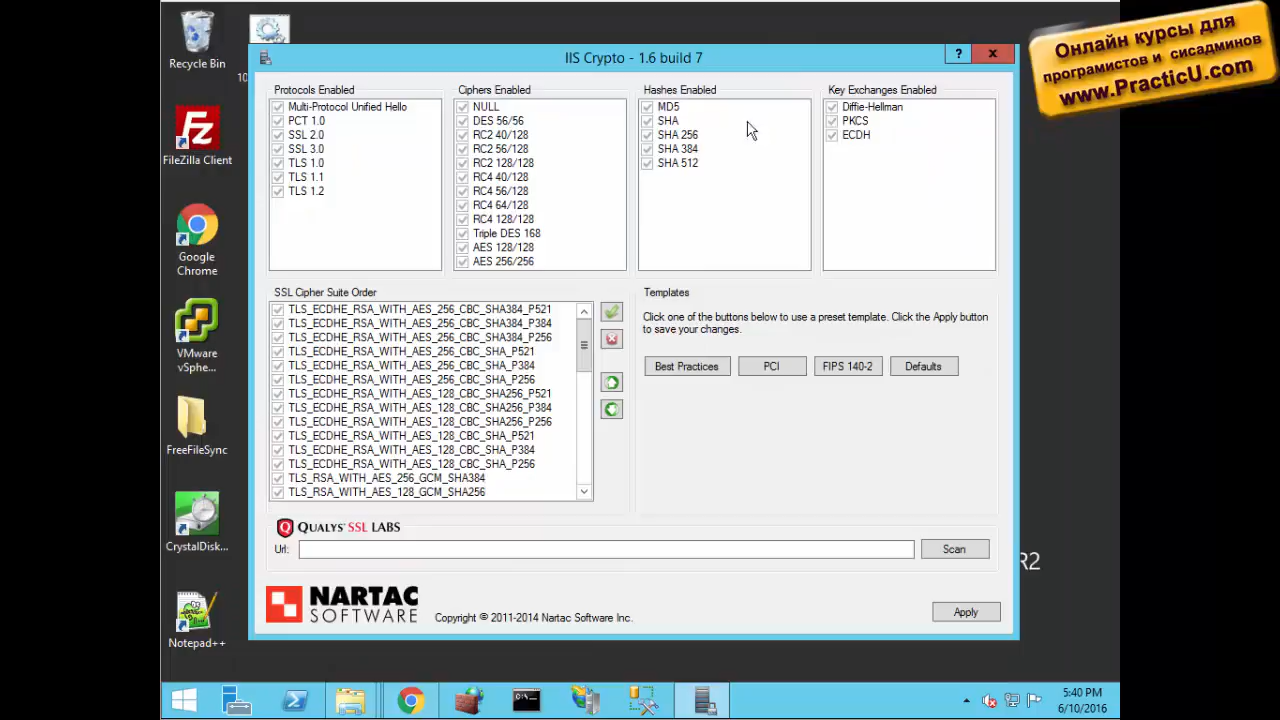 Онлайн курсы для
програмистов и сисадминов
www.PracticU.com
Recycle Bin
10
FileZilla Client
Google
Chrome
VMware
vSphe...
FreeFileSync
CrystalDisk...
Notepad++
IIS Crypto - 1.6 build 7
?
Protocols Enabled
Multi-Protocol Unified Hello
PCT 1.0
SSL 2.0
SSL 3.0
TLS 1.0
TLS 1.1
TLS 1.2
Ciphers Enabled
NULL
DES 56/56
RC2 40/128
RC2 56/128
RC2 128/128
RC4 40/128
RC4 56/128
RC4 64/128
RC4 128/128
Triple DES 168
AES 128/128
AES 256/256
Hashes Enabled
MD5
SHA
SHA 256
SHA 384
SHA 512
Key Exchanges Enabled
Diffie-Hellman
PKCS
ECDH
SSL Cipher Suite Order
TLS_ECDHE_RSA_WITH_AES_256_CBC_SHA384_P521
TLS_ECDHE_RSA_WITH_AES_256_CBC_SHA384_P384
TLS_ECDHE_RSA_WITH_AES_256_CBC_SHA384_P256
TLS_ECDHE_RSA_WITH_AES_256_CBC_SHA_P521
TLS_ECDHE_RSA_WITH_AES_256_CBC_SHA_P384
TLS_ECDHE_RSA_WITH_AES_256_CBC_SHA_P256
TLS_ECDHE_RSA_WITH_AES_128_CBC_SHA256_P521
TLS_ECDHE_RSA_WITH_AES_128_CBC_SHA256_P384
TLS_ECDHE_RSA_WITH_AES_128_CBC_SHA256_P256
TLS_ECDHE_RSA_WITH_AES_128_CBC_SHA_P521
TLS_ECDHE_RSA_WITH_AES_128_CBC_SHA_P384
TLS_ECDHE_RSA_WITH_AES_128_CBC_SHA_P256
TLS_RSA_WITH_AES_256_GCM_SHA384
TLS_RSA_WITH_AES_128_GCM_SHA256
Templates
Click one of the buttons below to use a preset template. Click the Apply button
to save your changes.
Best Practices
PCI
FIPS 140-2
Defaults
QUALYS' SSL LABS
Url:
Scan
R2
NARTAC
SOFTWARE
Copyright © 2011-2014 Nartac Software Inc.
Apply
5:40 PM
6/10/2016